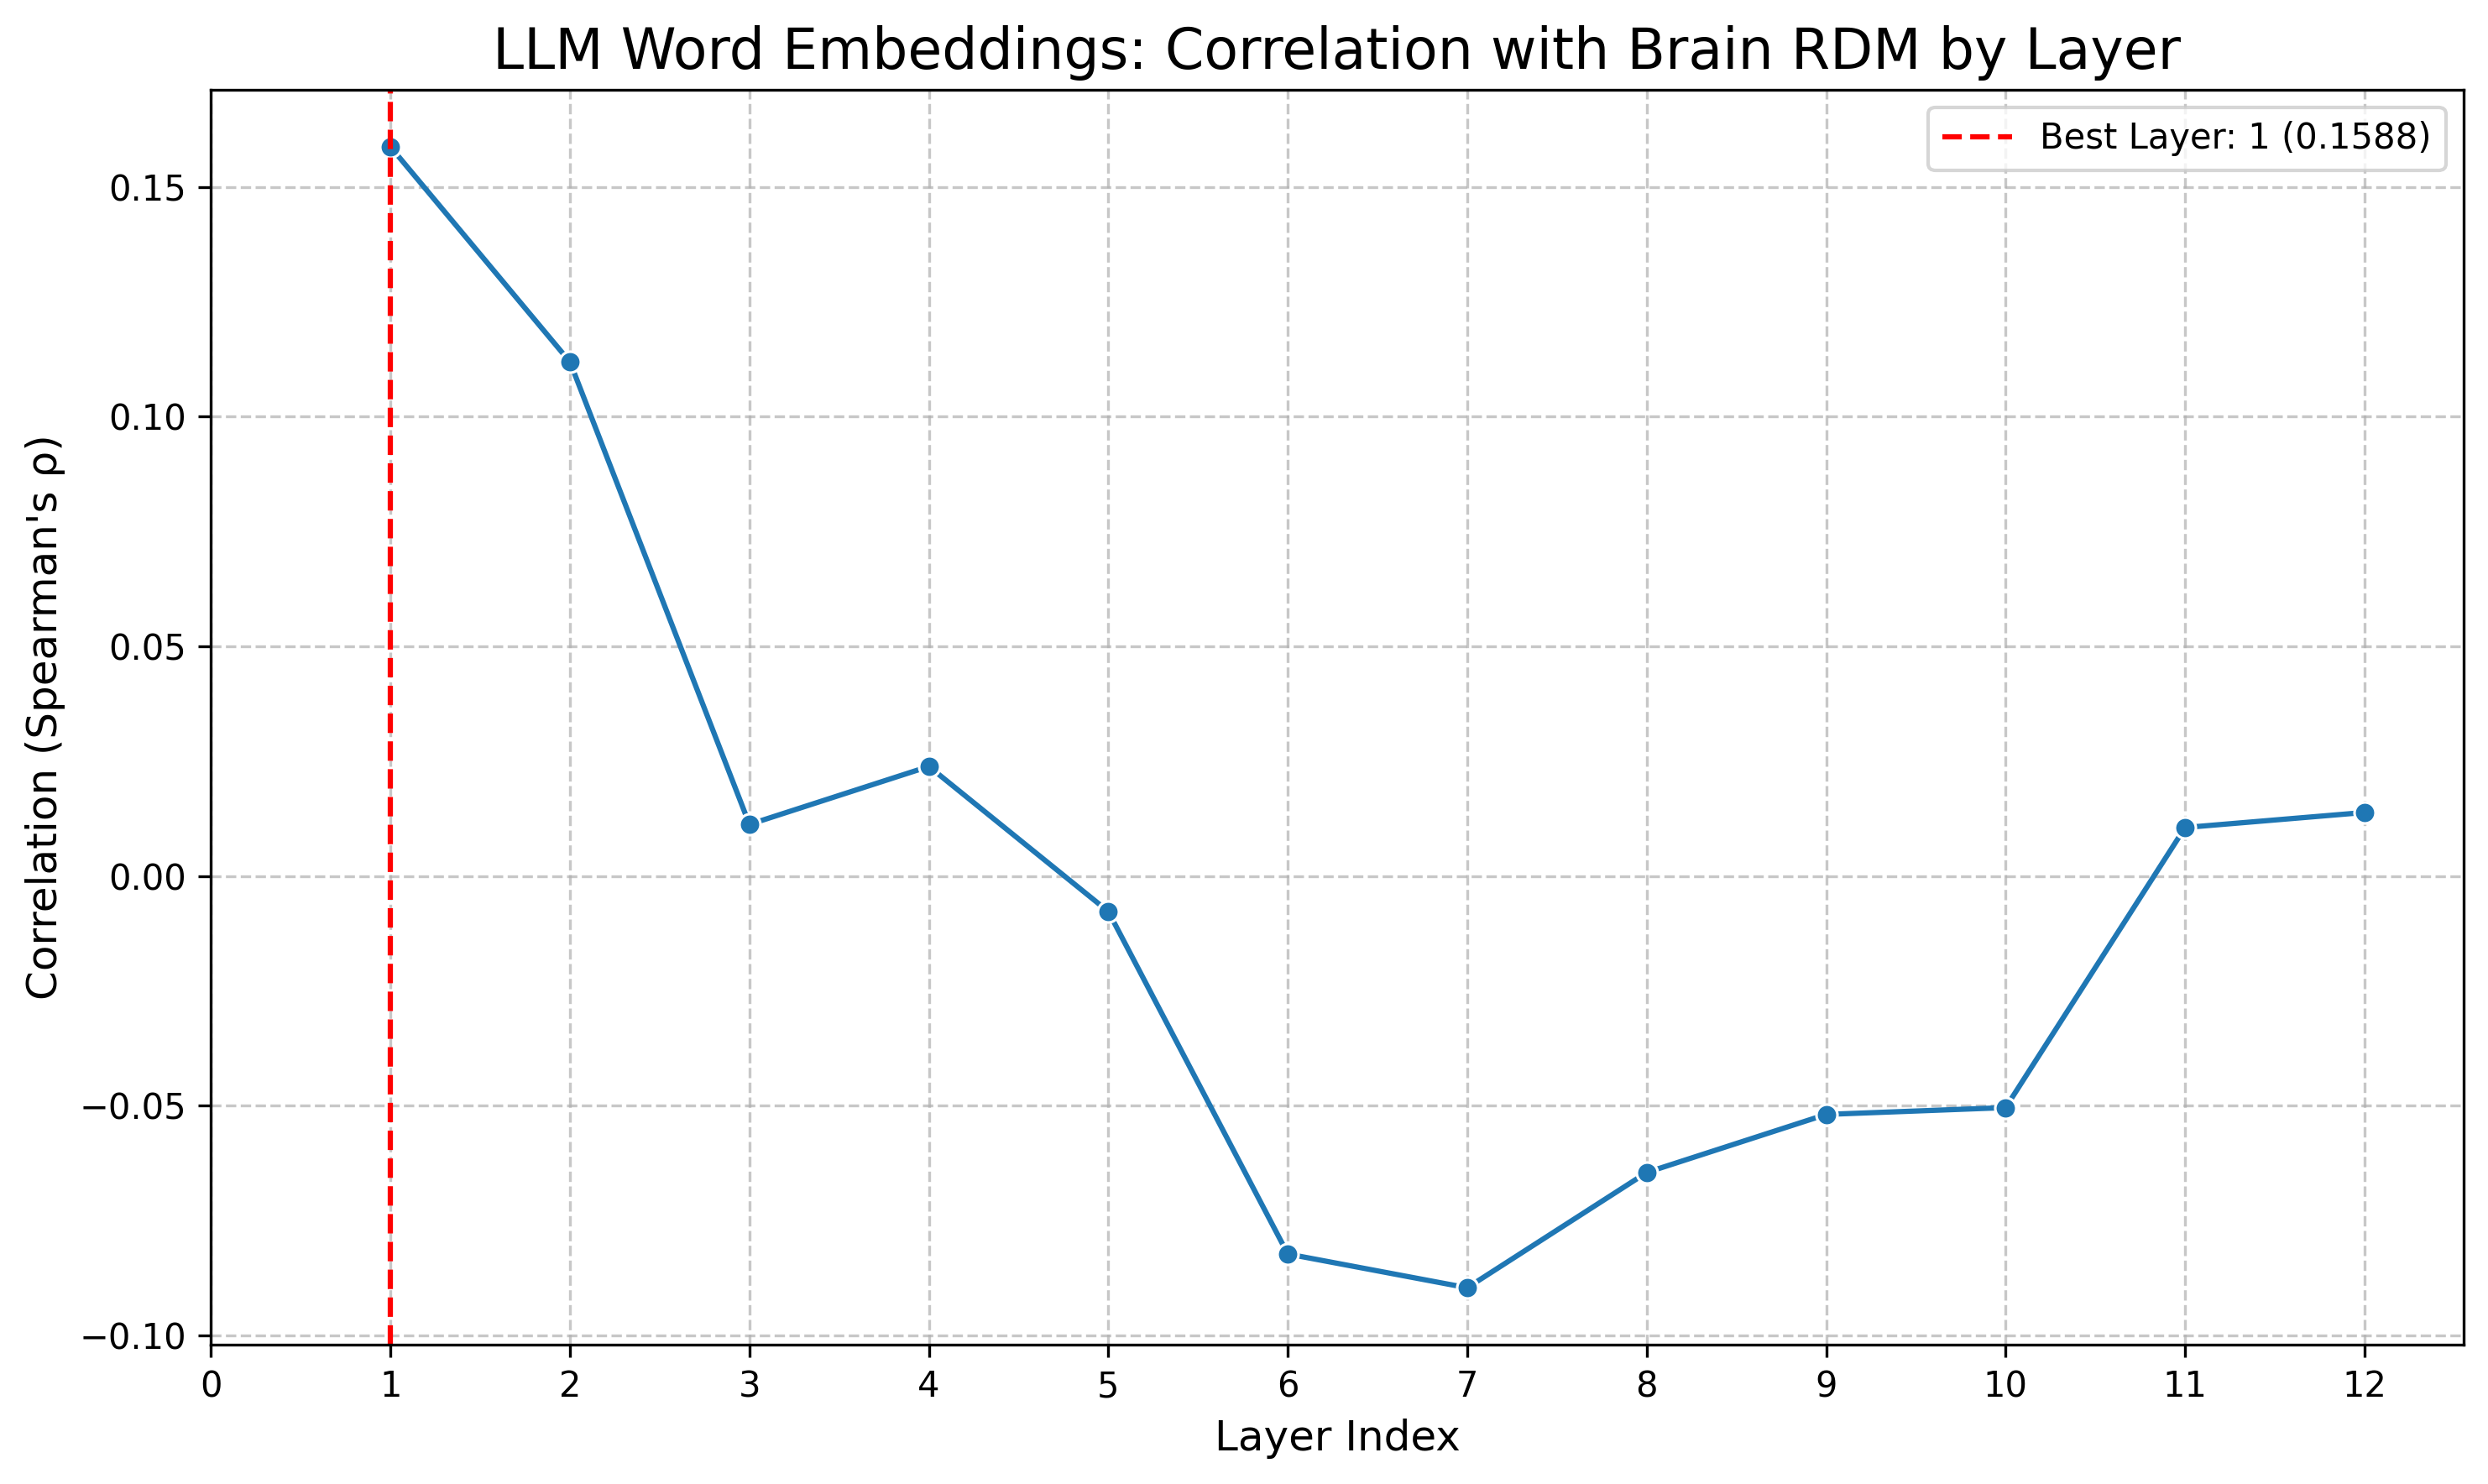 LLM Word Embeddings: Correlation with Brain RDM by Layer
Best Layer: 1 (0.1588)
Correlation (Spearman's ρ)
0.15
0.10
0.05
0.00
−0.05
−0.10
0 1 2 3 4 5 6 7 8 9 10 11 12
Layer Index